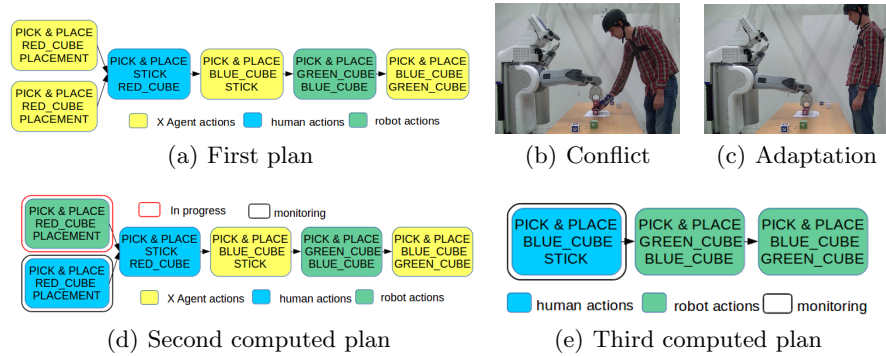 PICK & PLACE
RED_CUBE
PLACEMENT
PICK & PLACE
RED_CUBE
PLACEMENT
PICK & PLACE
STICK
RED_CUBE
PICK & PLACE
BLUE_CUBE
STICK
PICK & PLACE
GREEN_CUBE
BLUE_CUBE
PICK & PLACE
BLUE_CUBE
GREEN_CUBE
X Agent actions
human actions
robot actions
(a) First plan
(b) Conflict
(c) Adaptation
PICK & PLACE
RED_CUBE
PLACEMENT
In progress
monitoring
PICK & PLACE
RED_CUBE
PLACEMENT
PICK & PLACE
STICK
RED_CUBE
PICK & PLACE
BLUE_CUBE
STICK
PICK & PLACE
GREEN_CUBE
BLUE_CUBE
PICK & PLACE
BLUE_CUBE
GREEN_CUBE
X Agent actions
human actions
robot actions
(d) Second computed plan
PICK & PLACE
BLUE_CUBE
STICK
PICK & PLACE
GREEN_CUBE
BLUE_CUBE
PICK & PLACE
BLUE_CUBE
GREEN_CUBE
human actions
robot actions
monitoring
(e) Third computed plan